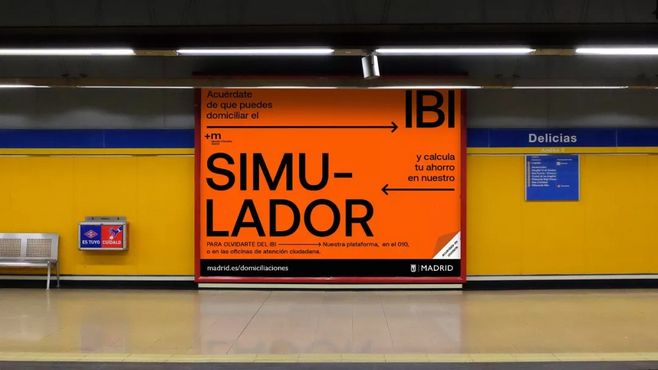 Acuérdate
de que puedes
domiciliar el
IBI
+m
SIMU–
LADOR
y calcula
tu ahorro
en nuestro
PARA OLVIDARTE DEL IBI Nuestra plataforma, en el 010,
o en las oficinas de atención ciudadana.
madrid.es/domiciliaciones
MADRID
Delicias
ES TUYO
CUÍDALO